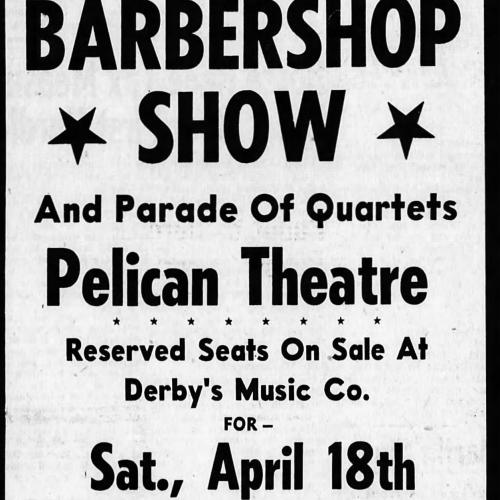 BARBERSHOP
SHOW
And Parade Of Quartets
Pelican Theatre
Reserved Seats On Sale At
Derby's Music Co.
FOR –
Sat., April 18th